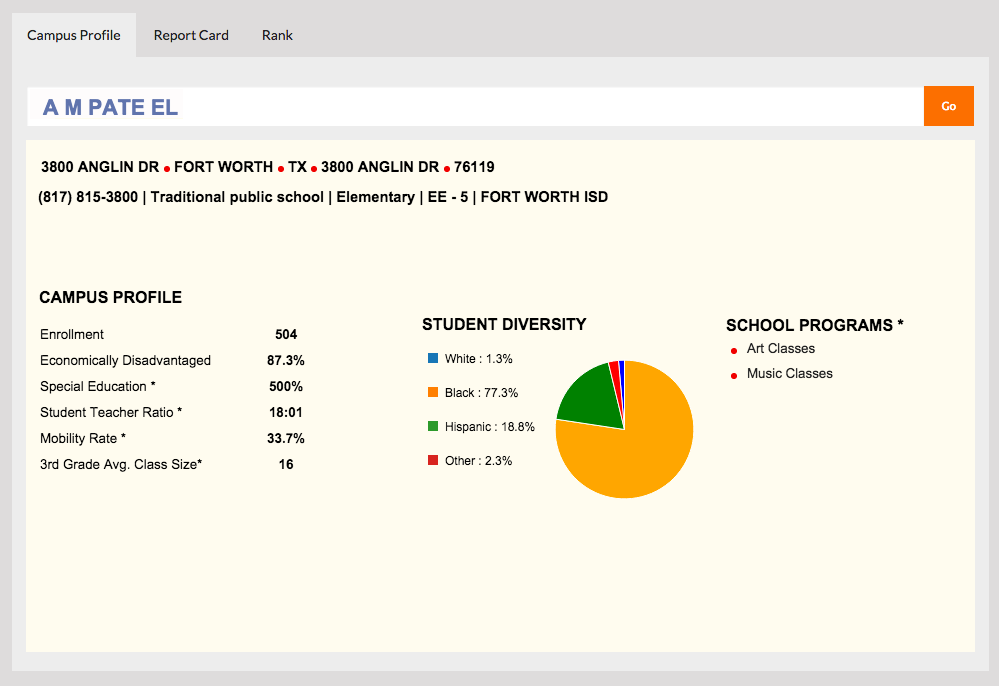 Campus Profile Report Card Rank
A M PATE EL Go
3800 ANGLIN DR • FORT WORTH • TX • 3800 ANGLIN DR • 76119
(817) 815-3800 | Traditional public school | Elementary | EE - 5 | FORT WORTH ISD
CAMPUS PROFILE
Enrollment 504
Economically Disadvantaged 87.3%
Special Education * 500%
Student Teacher Ratio * 18:01
Mobility Rate * 33.7%
3rd Grade Avg. Class Size* 16
STUDENT DIVERSITY
White : 1.3%
Black : 77.3%
Hispanic : 18.8%
Other : 2.3%
SCHOOL PROGRAMS *
• Art Classes
• Music Classes